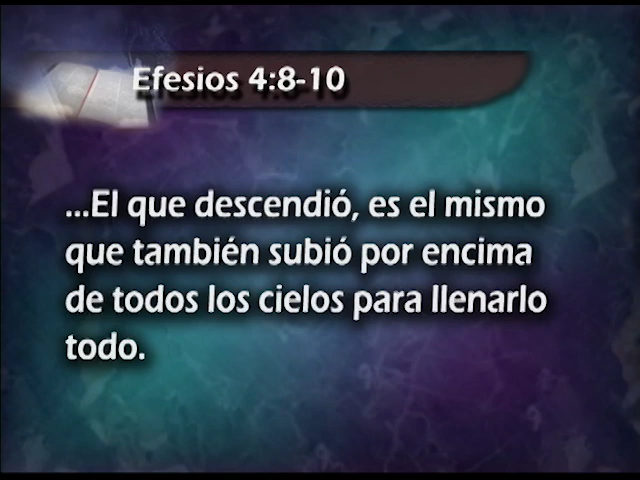 Efesios 4:8-10
...El que descendió, es el mismo
que también subió por encima
de todos los cielos para llenarlo
todo.